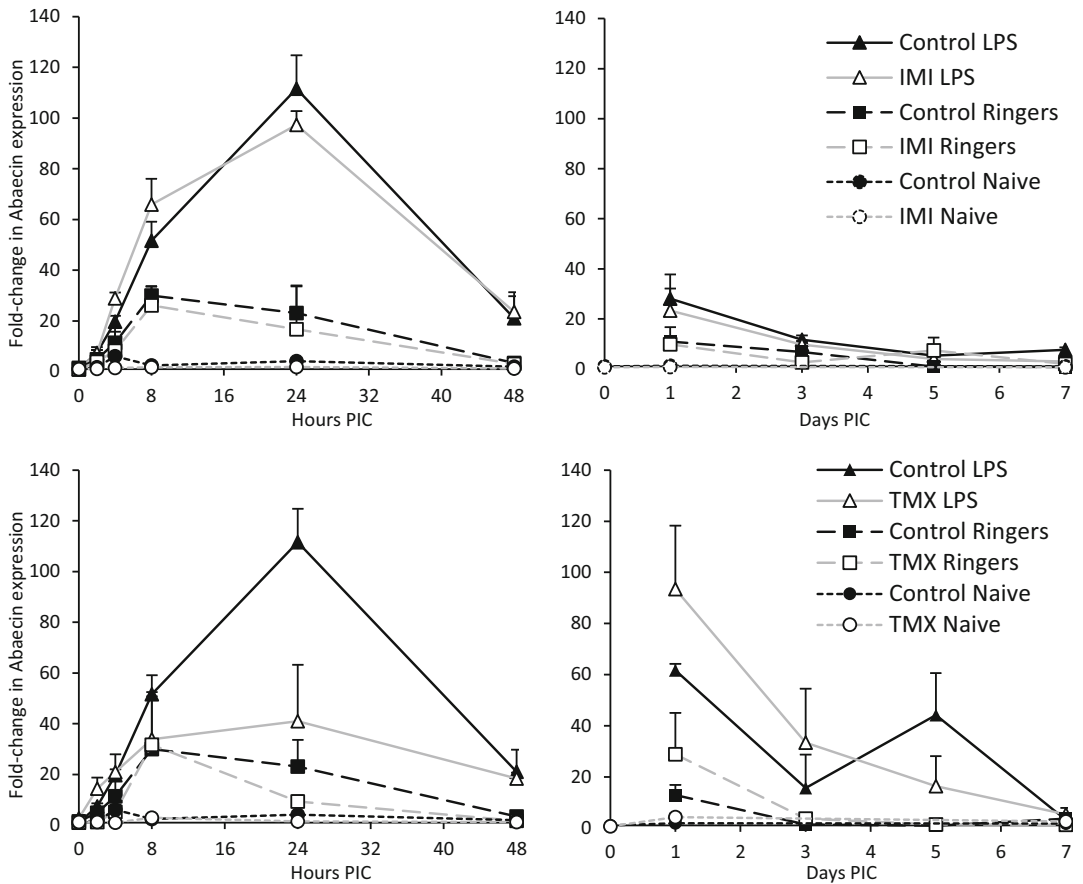 Fold-change in Abaecin expression
140
120
100
80
60
40
20
0
0 8 16 24 32 40 48
Hours PIC
140
120
100
80
60
40
20
0
0 1 2 3 4 5 6 7
Days PIC
Control LPS
IMI LPS
Control Ringers
IMI Ringers
Control Naive
IMI Naive
Fold-change in Abaecin expression
140
120
100
80
60
40
20
0
0 8 16 24 32 40 48
Hours PIC
140
120
100
80
60
40
20
0
0 1 2 3 4 5 6 7
Days PIC
Control LPS
TMX LPS
Control Ringers
TMX Ringers
Control Naive
TMX Naive